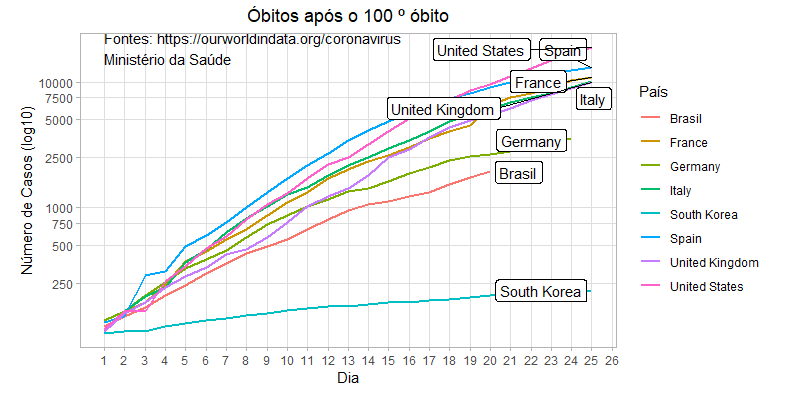 Óbitos após o 100 º óbito
Fontes: https://ourworldindata.org/coronavirus
Ministério da Saúde
United States
Spain
France
Italy
United Kingdom
Germany
Brasil
South Korea
Número de Casos (log10)
10000
7500
5000
2500
1000
750
500
250
1 2 3 4 5 6 7 8 9 10 11 12 13 14 15 16 17 18 19 20 21 22 23 24 25 26
Dia
País
Brasil
France
Germany
Italy
South Korea
Spain
United Kingdom
United States